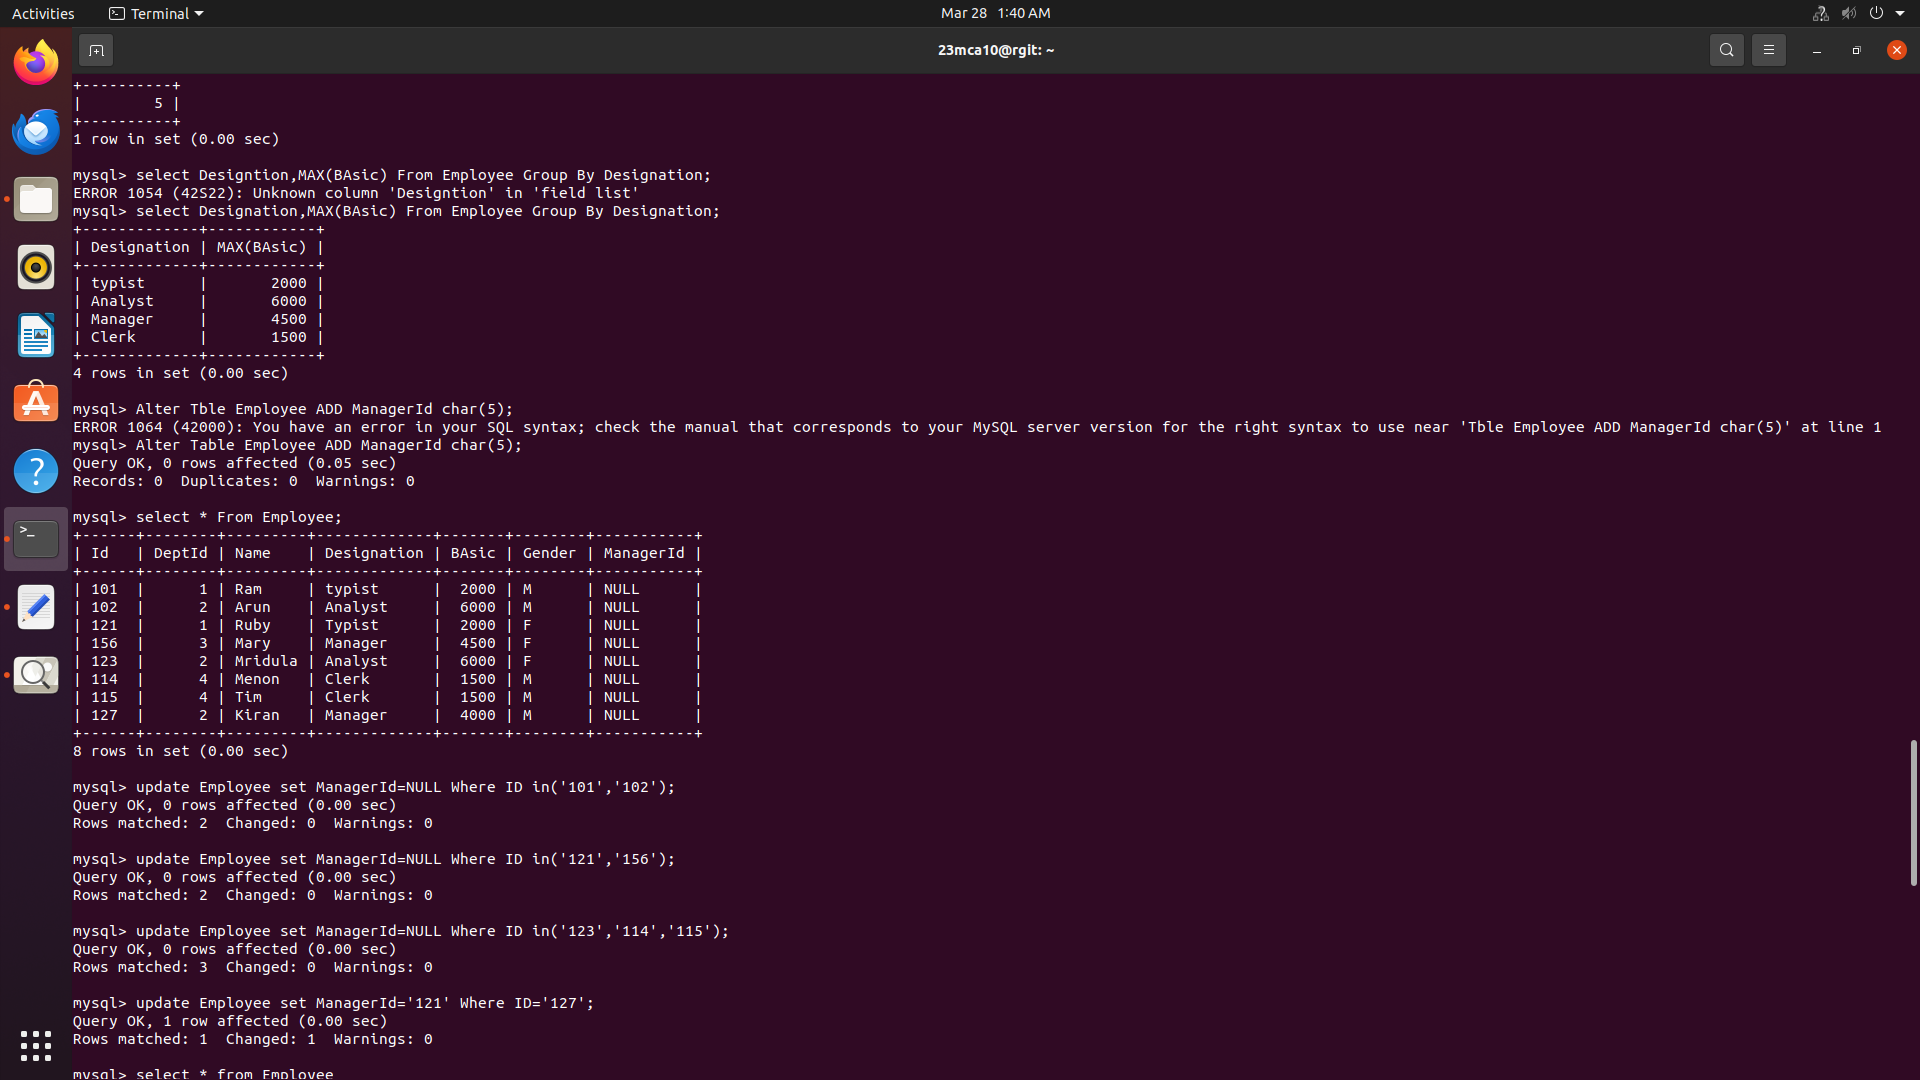 Activities
Terminal
Mar 28 1:40 AM
23mca10@rgit: ~
+----------+
|        5 |
+----------+
1 row in set (0.00 sec)
mysql> select Designtion,MAX(BAsic) From Employee Group By Designation;
ERROR 1054 (42S22): Unknown column 'Designtion' in 'field list'
mysql> select Designation,MAX(BAsic) From Employee Group By Designation;
+-------------+------------+
| Designation | MAX(BAsic) |
+-------------+------------+
| typist      |       2000 |
| Analyst     |       6000 |
| Manager     |       4500 |
| Clerk       |       1500 |
+-------------+------------+
4 rows in set (0.00 sec)
mysql> Alter Tble Employee ADD ManagerId char(5);
ERROR 1064 (42000): You have an error in your SQL syntax; check the manual that corresponds to your MySQL server version for the right syntax to use near 'Tble Employee ADD ManagerId char(5)' at line 1
mysql> Alter Table Employee ADD ManagerId char(5);
Query OK, 0 rows affected (0.05 sec)
Records: 0  Duplicates: 0  Warnings: 0
mysql> select * From Employee;
+------+--------+---------+-------------+-------+--------+-----------+
| Id   | DeptId | Name    | Designation | BAsic | Gender | ManagerId |
+------+--------+---------+-------------+-------+--------+-----------+
| 101  |      1 | Ram     | typist      |  2000 | M      | NULL      |
| 102  |      2 | Arun    | Analyst     |  6000 | M      | NULL      |
| 121  |      1 | Ruby    | Typist      |  2000 | F      | NULL      |
| 156  |      3 | Mary    | Manager     |  4500 | F      | NULL      |
| 123  |      2 | Mridula | Analyst     |  6000 | F      | NULL      |
| 114  |      4 | Menon   | Clerk       |  1500 | M      | NULL      |
| 115  |      4 | Tim     | Clerk       |  1500 | M      | NULL      |
| 127  |      2 | Kiran   | Manager     |  4000 | M      | NULL      |
+------+--------+---------+-------------+-------+--------+-----------+
8 rows in set (0.00 sec)
mysql> update Employee set ManagerId=NULL Where ID in('101','102');
Query OK, 0 rows affected (0.00 sec)
Rows matched: 2  Changed: 0  Warnings: 0
mysql> update Employee set ManagerId=NULL Where ID in('121','156');
Query OK, 0 rows affected (0.00 sec)
Rows matched: 2  Changed: 0  Warnings: 0
mysql> update Employee set ManagerId=NULL Where ID in('123','114','115');
Query OK, 0 rows affected (0.00 sec)
Rows matched: 3  Changed: 0  Warnings: 0
mysql> update Employee set ManagerId='121' Where ID='127';
Query OK, 1 row affected (0.00 sec)
Rows matched: 1  Changed: 1  Warnings: 0
mysql> select * from Employee